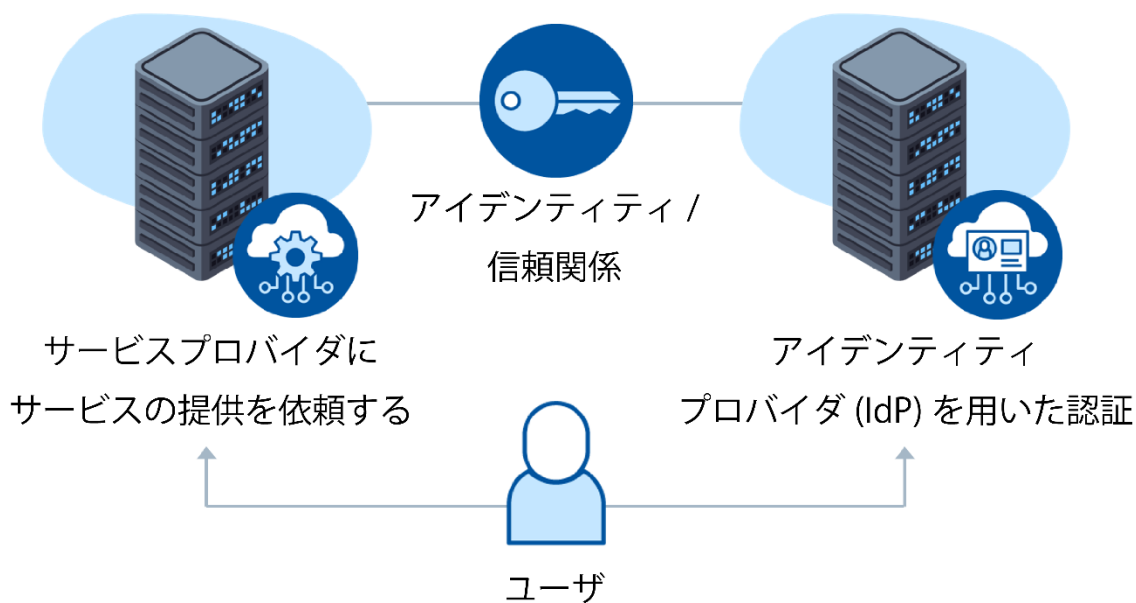 アイデンティティ /
信頼関係
サービスプロバイダに
サービスの提供を依頼する
アイデンティティ
プロバイダ (IdP) を用いた認証
ユーザ